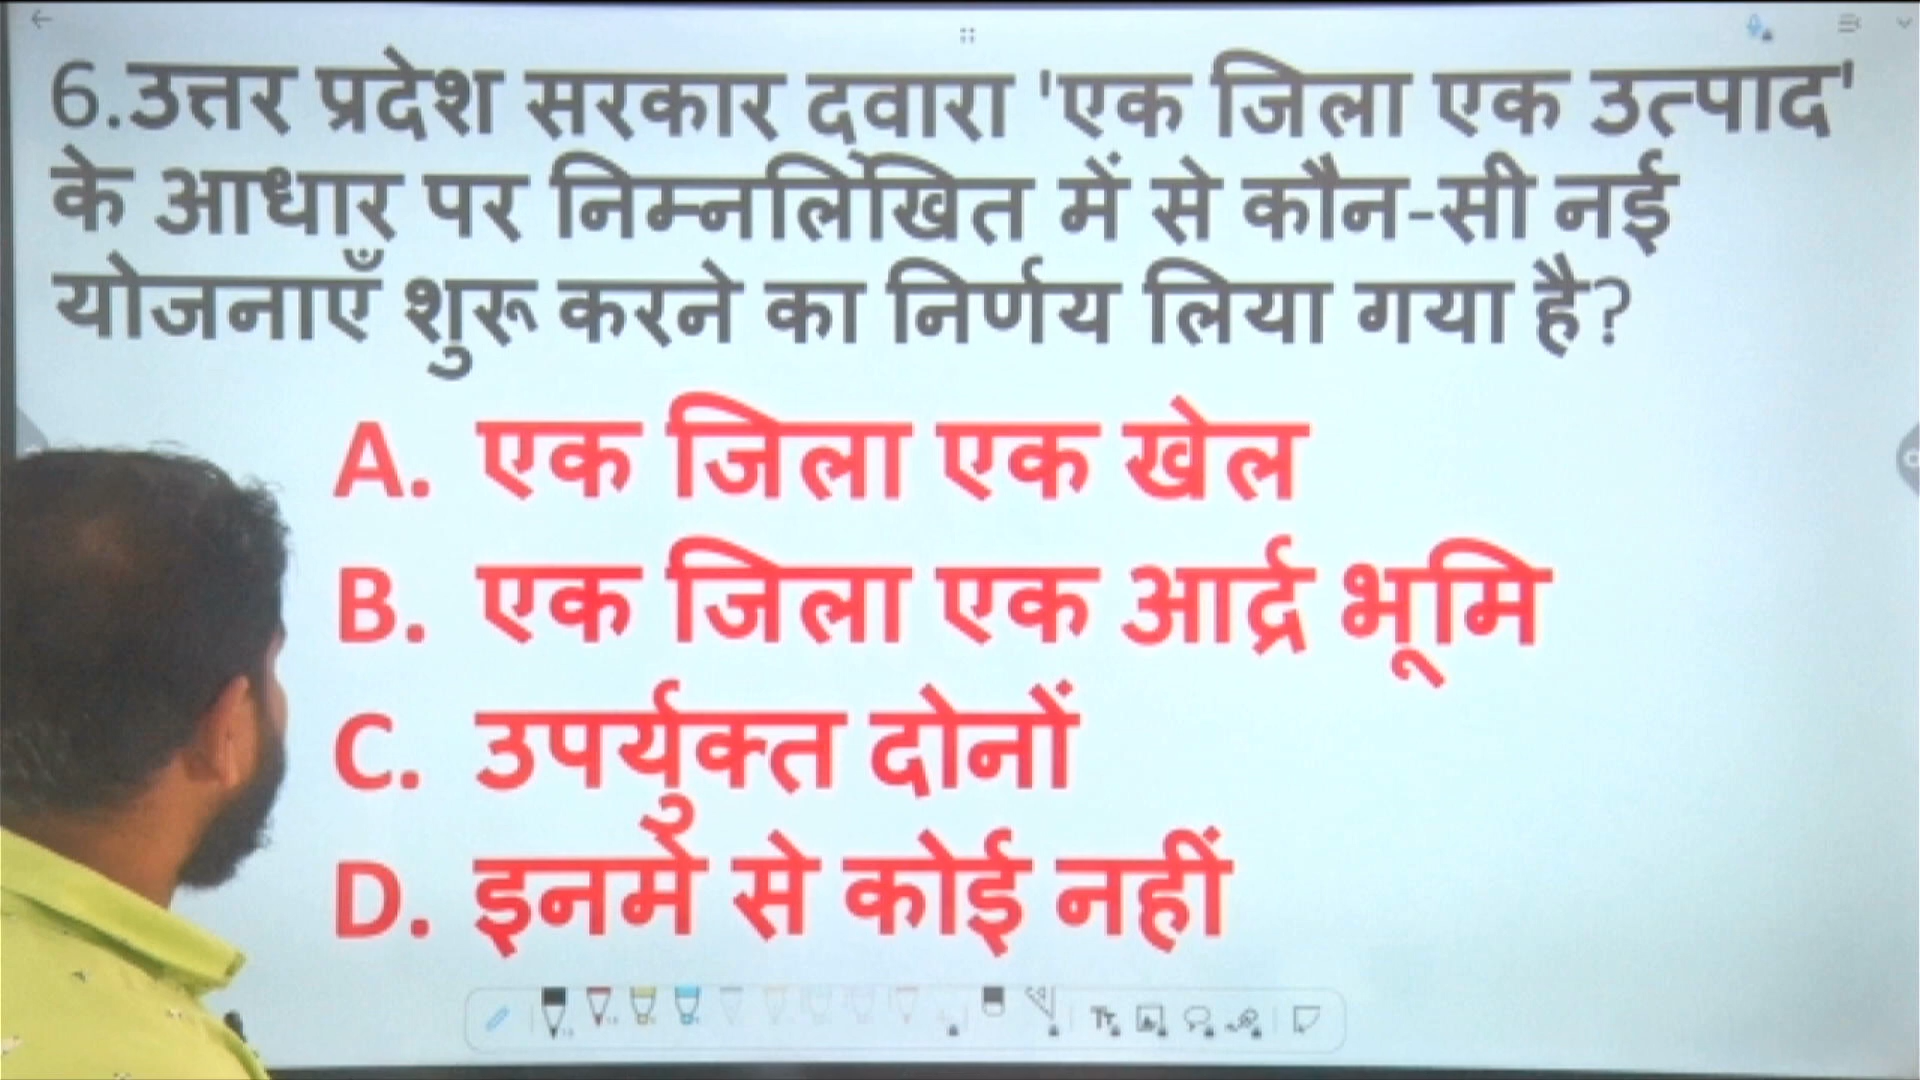 6.उत्तर प्रदेश सरकार द्वारा 'एक जिला एक उत्पाद'
के आधार पर निम्नलिखित में से कौन-सी नई
योजनाएँ शुरू करने का निर्णय लिया गया है?
A. एक जिला एक खेल
B. एक जिला एक आर्द्र भूमि
C. उपर्युक्त दोनों
D. इनमें से कोई नहीं